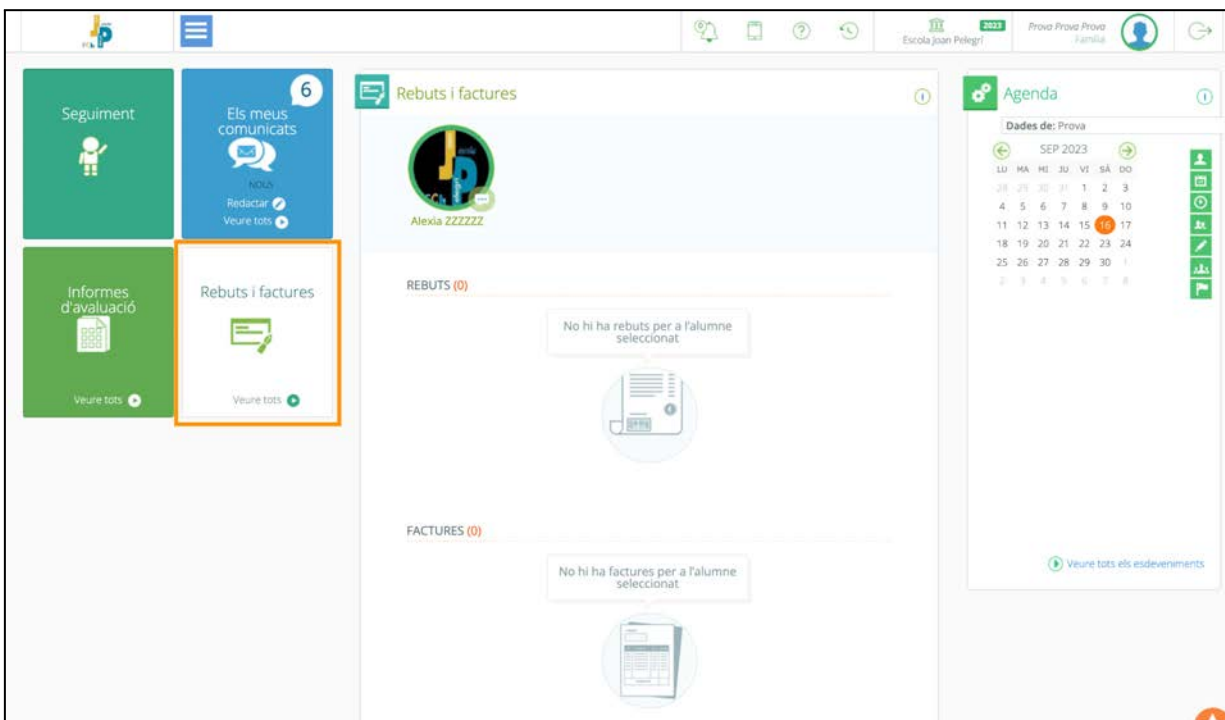 2023
Escola Joan Pelegrí
Prova Prova Prova
Família
Seguiment
6
Els meus
comunicats
NOUS
Redactar
Veure tots
Informes
d'avaluació
Veure tots
Rebuts i factures
Veure tots
Rebuts i factures
Alexia ZZZZZZ
REBUTS (0)
No hi ha rebuts per a l'alumne
seleccionat
FACTURES (0)
No hi ha factures per a l'alumne
seleccionat
Agenda
Dades de: Prova
SEP 2023
LU MA MI JU VI SÁ DO
28 29 30 31 1 2 3
4 5 6 7 8 9 10
11 12 13 14 15 16 17
18 19 20 21 22 23 24
25 26 27 28 29 30 1
2 3 4 5 6 7 8
Veure tots els esdeveniments